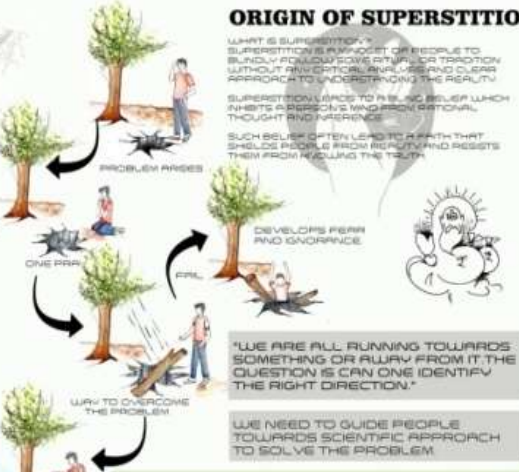 ORIGIN OF SUPERSTITIO
WHAT IS SUPERSTITION?
SUPERSTITION IS A MINDSET OF PEOPLE TO
BLINDLY FOLLOW SOME RITUAL OR TRADITION
WITHOUT ANY CRITICAL ANALYSIS AND CLEAR
APPROACH TO UNDERSTANDING THE REALITY
SUPERSTITION LEADS TO A BLIND BELIEF WHICH
INHIBITS A PERSON'S MIND FROM RATIONAL
THOUGHT AND INFERENCE
SUCH BELIEF OFTEN LEAD TO A FAITH THAT
SHIELDS PEOPLE FROM REALITY AND RESISTS
THEM FROM KNOWING THE TRUTH
PROBLEM ARISES
ONE PRA
DEVELOPS FEAR
AND IGNORANCE
FAIL
WAY TO OVERCOME
THE PROBLEM
"WE ARE ALL RUNNING TOWARDS
SOMETHING OR AWAY FROM IT.THE
QUESTION IS CAN ONE IDENTIFY
THE RIGHT DIRECTION."
WE NEED TO GUIDE PEOPLE
TOWARDS SCIENTIFIC APPROACH
TO SOLVE THE PROBLEM